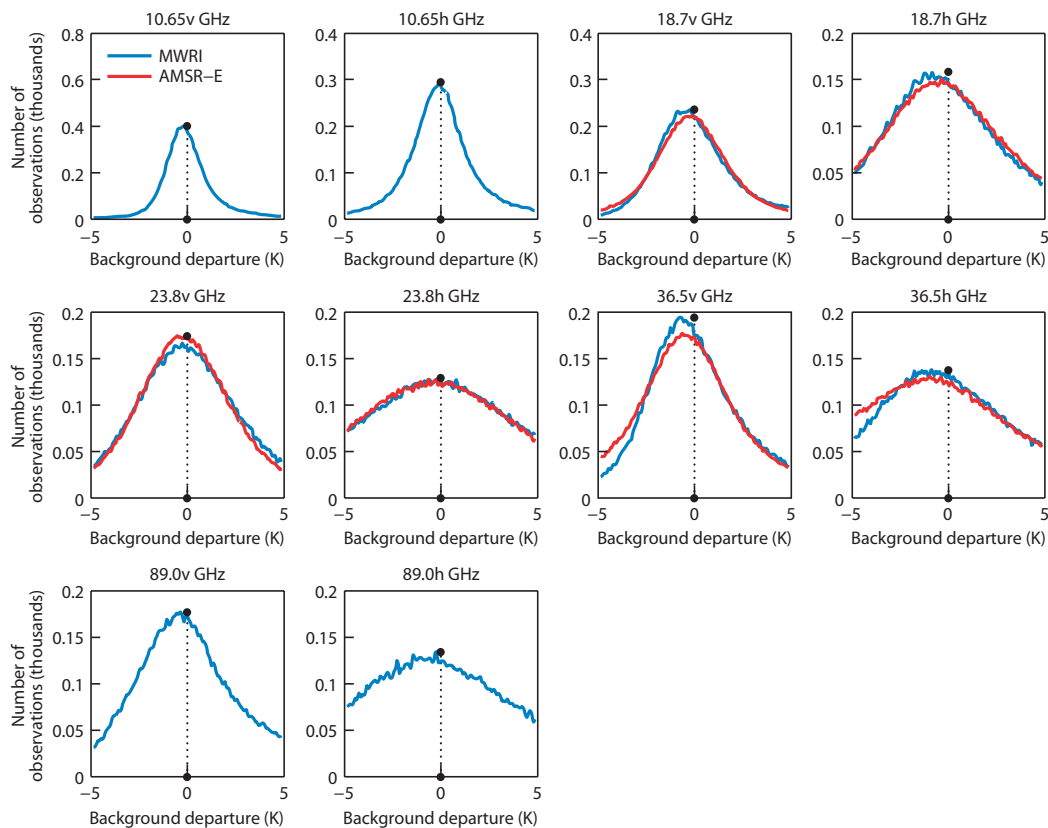 10.65v GHz
Number of
observations (thousands)
0.8
0.6
0.4
0.2
0
MWRI
AMSR−E
−5 0 5
Background departure (K)
10.65h GHz
0.4
0.3
0.2
0.1
0
−5 0 5
Background departure (K)
18.7v GHz
0.4
0.3
0.2
0.1
0
−5 0 5
Background departure (K)
18.7h GHz
0.2
0.15
0.1
0.05
0
−5 0 5
Background departure (K)
23.8v GHz
Number of
observations (thousands)
0.2
0.15
0.1
0.05
0
−5 0 5
Background departure (K)
23.8h GHz
0.2
0.15
0.1
0.05
0
−5 0 5
Background departure (K)
36.5v GHz
0.2
0.15
0.1
0.05
0
−5 0 5
Background departure (K)
36.5h GHz
0.2
0.15
0.1
0.05
0
−5 0 5
Background departure (K)
89.0v GHz
Number of
observations (thousands)
0.2
0.15
0.1
0.05
0
−5 0 5
Background departure (K)
89.0h GHz
0.2
0.15
0.1
0.05
0
−5 0 5
Background departure (K)